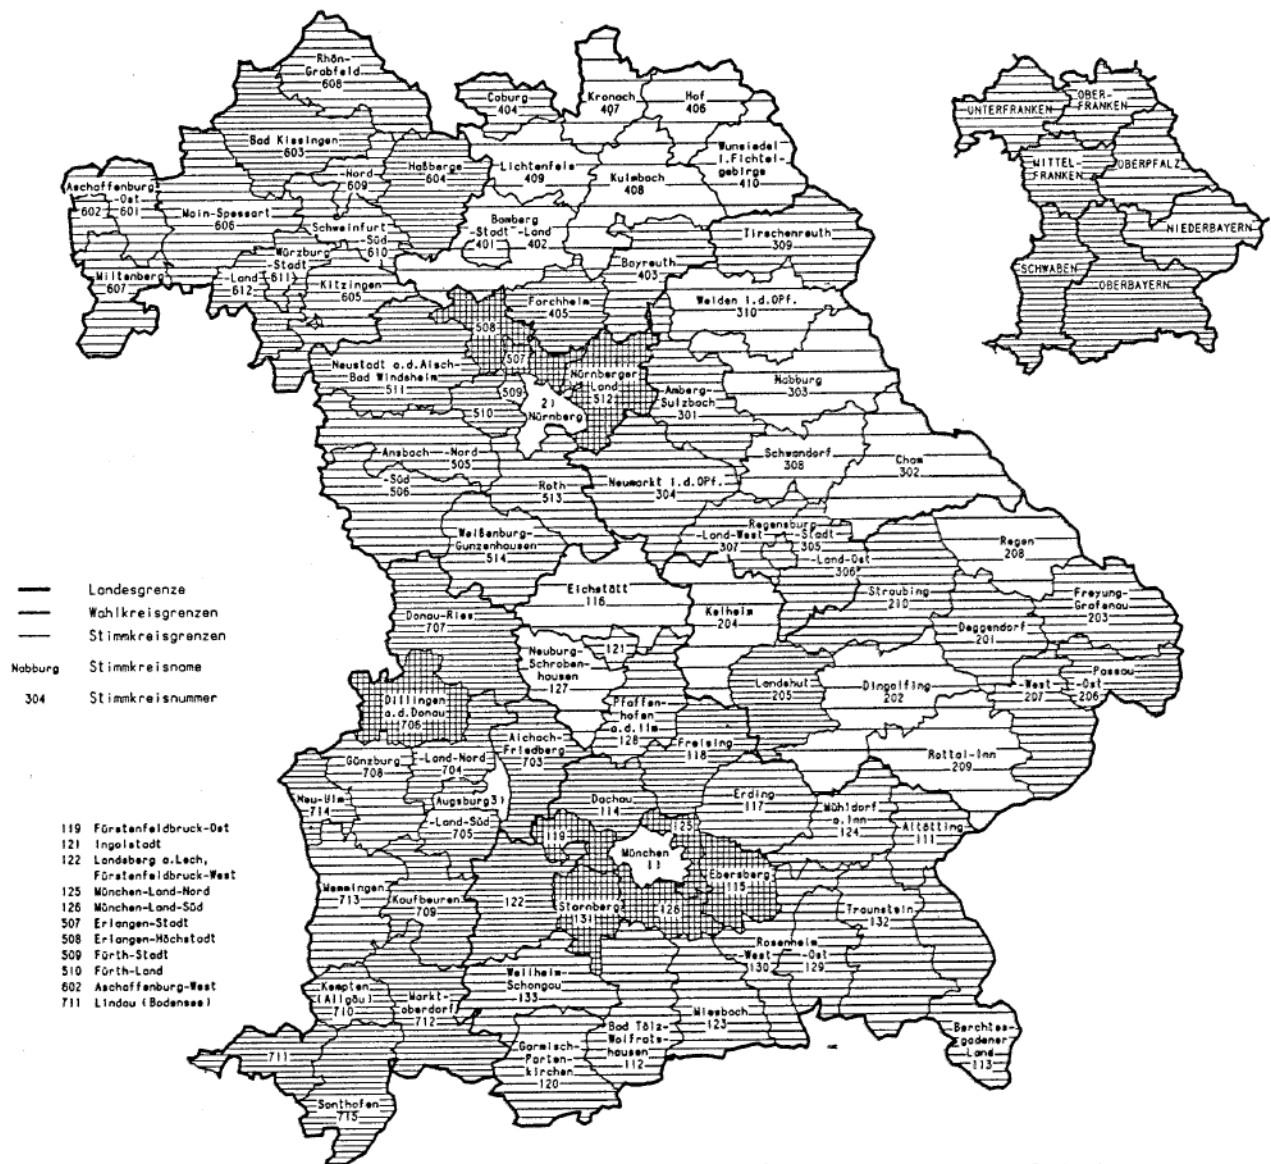 Rhön-
Grabfeld
608
Coburg
404
Kronach
407
Hof
406
Bad Kissingen
603
-Nord
609
Haßberge
604
Lichtenfels
409
Kulmbach
408
Wunsiedel
i.Fichtel-
gebirge
410
Aschaffenburg
-Ost
602
601
Main-Spessart
606
Schweinfurt
-Süd
610
Bamberg
-Stadt
401
-Land
402
Tirschenreuth
309
Miltenberg
607
Würzburg
-Stadt
611
-Land
612
Kitzingen
605
Bayreuth
403
Forchheim
405
Weiden i.d.OPf.
310
508
507
Neustadt a.d.Aisch-
Bad Windsheim
511
509
510
2)
Nürnberg
Nürnberger
Land
512
Amberg-
Sulzbach
301
Nabburg
303
Ansbach -Nord
505
-Süd
506
Roth
513
Neumarkt i.d.OPf.
304
Schwandorf
308
Cham
302
Weißenburg-
Gunzenhausen
514
Regensburg
-Land-West
307
-Stadt
305
-Land-Ost
306
Regen
208
Eichstätt
116
Kelheim
204
Straubing
210
Deggendorf
201
Freyung-
Grafenau
203
Donau-Ries
707
Neuburg-
Schroben-
hausen
127
121
Landshut
205
Dingolfing
202
-West
207
Passau
-Ost
206
Dillingen
a.d.Donau
706
Pfaffen-
hofen
a.d.Ilm
128
Aichach-
Friedberg
703
Freising
118
Rottal-Inn
209
Günzburg
708
-Land-Nord
704
Neu-Ulm
714
Augsburg3)
-Land-Süd
705
Dachau
114
Erding
117
Mühldorf
a.Inn
124
Altötting
111
119
125
München
1)
Ebersberg
115
Memmingen
713
Kaufbeuren
709
122
Starnberg
131
126
Traunstein
132
Rosenheim
-West
130
-Ost
129
Kempten
(Allgäu)
710
Markt-
oberdorf
712
Weilheim-
Schongau
133
Miesbach
123
Bad Tölz-
Wolfrats-
hausen
112
Garmisch-
Parten-
kirchen
120
Berchtes-
gadener
Land
113
711
Sonthofen
715
UNTERFRANKEN
OBER-
FRANKEN
MITTEL-
FRANKEN
OBERPFALZ
NIEDERBAYERN
SCHWABEN
OBERBAYERN
Landesgrenze
Wahlkreisgrenzen
Stimmkreisgrenzen
Nabburg Stimmkreisname
304 Stimmkreisnummer
119 Fürstenfeldbruck-Ost
121 Ingolstadt
122 Landsberg a.Lech,
Fürstenfeldbruck-West
125 München-Land-Nord
126 München-Land-Süd
507 Erlangen-Stadt
508 Erlangen-Höchstadt
509 Fürth-Stadt
510 Fürth-Land
602 Aschaffenburg-West
711 Lindau (Bodensee)